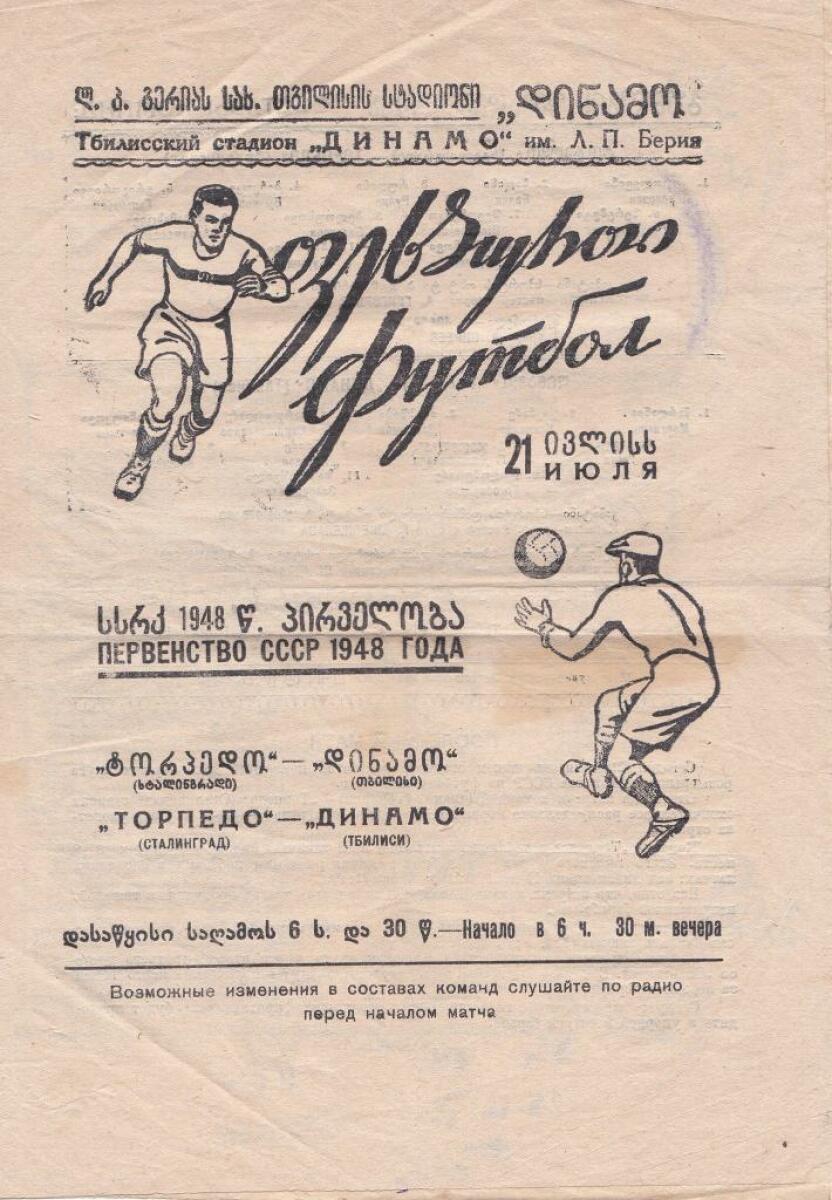 ლ. პ. ბერიას სახ. თბილისის სტადიონი „დინამო
Тбилисский стадион „ДИНАМО“ им. Л. П. Берия
ფეხბურთი
Футбол
21 ივლისს
ИЮЛЯ
სსრკ 1948 წ. პირველობა
ПЕРВЕНСТВО СССР 1948 ГОДА
„ტორპედო“—„დინამო“
(სტალინგრადი) (თბილისი)
„ТОРПЕДО“—„ДИНАМО“
(СТАЛИНГРАД) (ТБИЛИСИ)
დასაწყისი საღამოს 6 ს. და 30 წ.—Начало в 6 ч. 30 м. вечера
Возможные изменения в составах команд слушайте по радио
перед началом матча